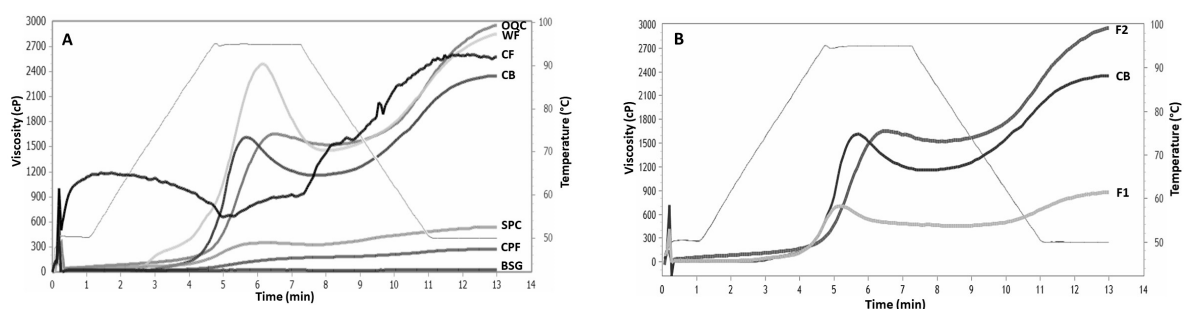 A
Viscosity (cP)
3000
2700
2400
2100
1800
1500
1200
900
600
300
0
0 1 2 3 4 5 6 7 8 9 10 11 12 13 14
Time (min)
100
90
80
70
60
50
Temperature (°C)
OQC
WF
CF
CB
SPC
CPF
BSG
B
Viscosity (cP)
3000
2700
2400
2100
1800
1500
1200
900
600
300
0
0 1 2 3 4 5 6 7 8 9 10 11 12 13 14
Time (min)
100
90
80
70
60
50
Temperature (°C)
F2
CB
F1